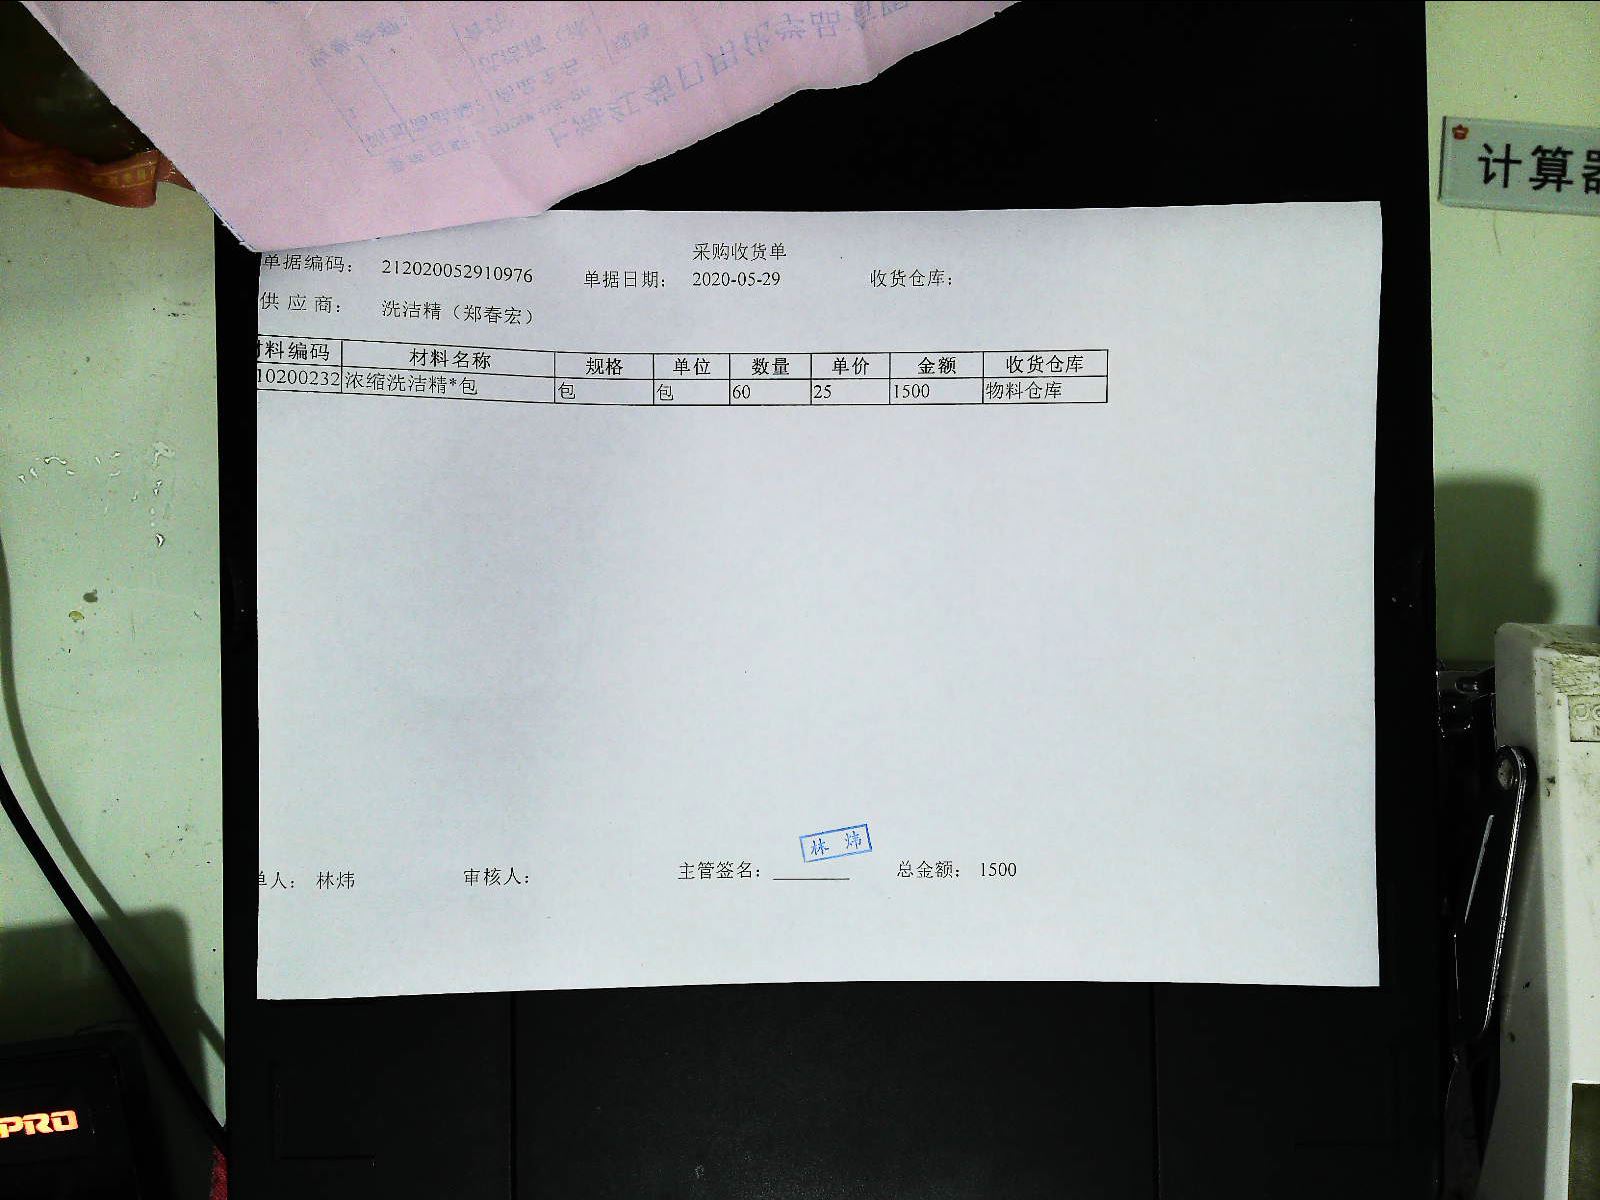 采购收货单
单据编码： 212020052910976 单据日期： 2020-05-29 收货仓库：
供应商： 洗洁精（郑春宏）
材料编码 材料名称 规格 单位 数量 单价 金额 收货仓库
10200232 浓缩洗洁精*包 包 包 60 25 1500 物料仓库
林 炜
单人： 林炜 审核人： 主管签名： 总金额： 1500
计算器
PRO